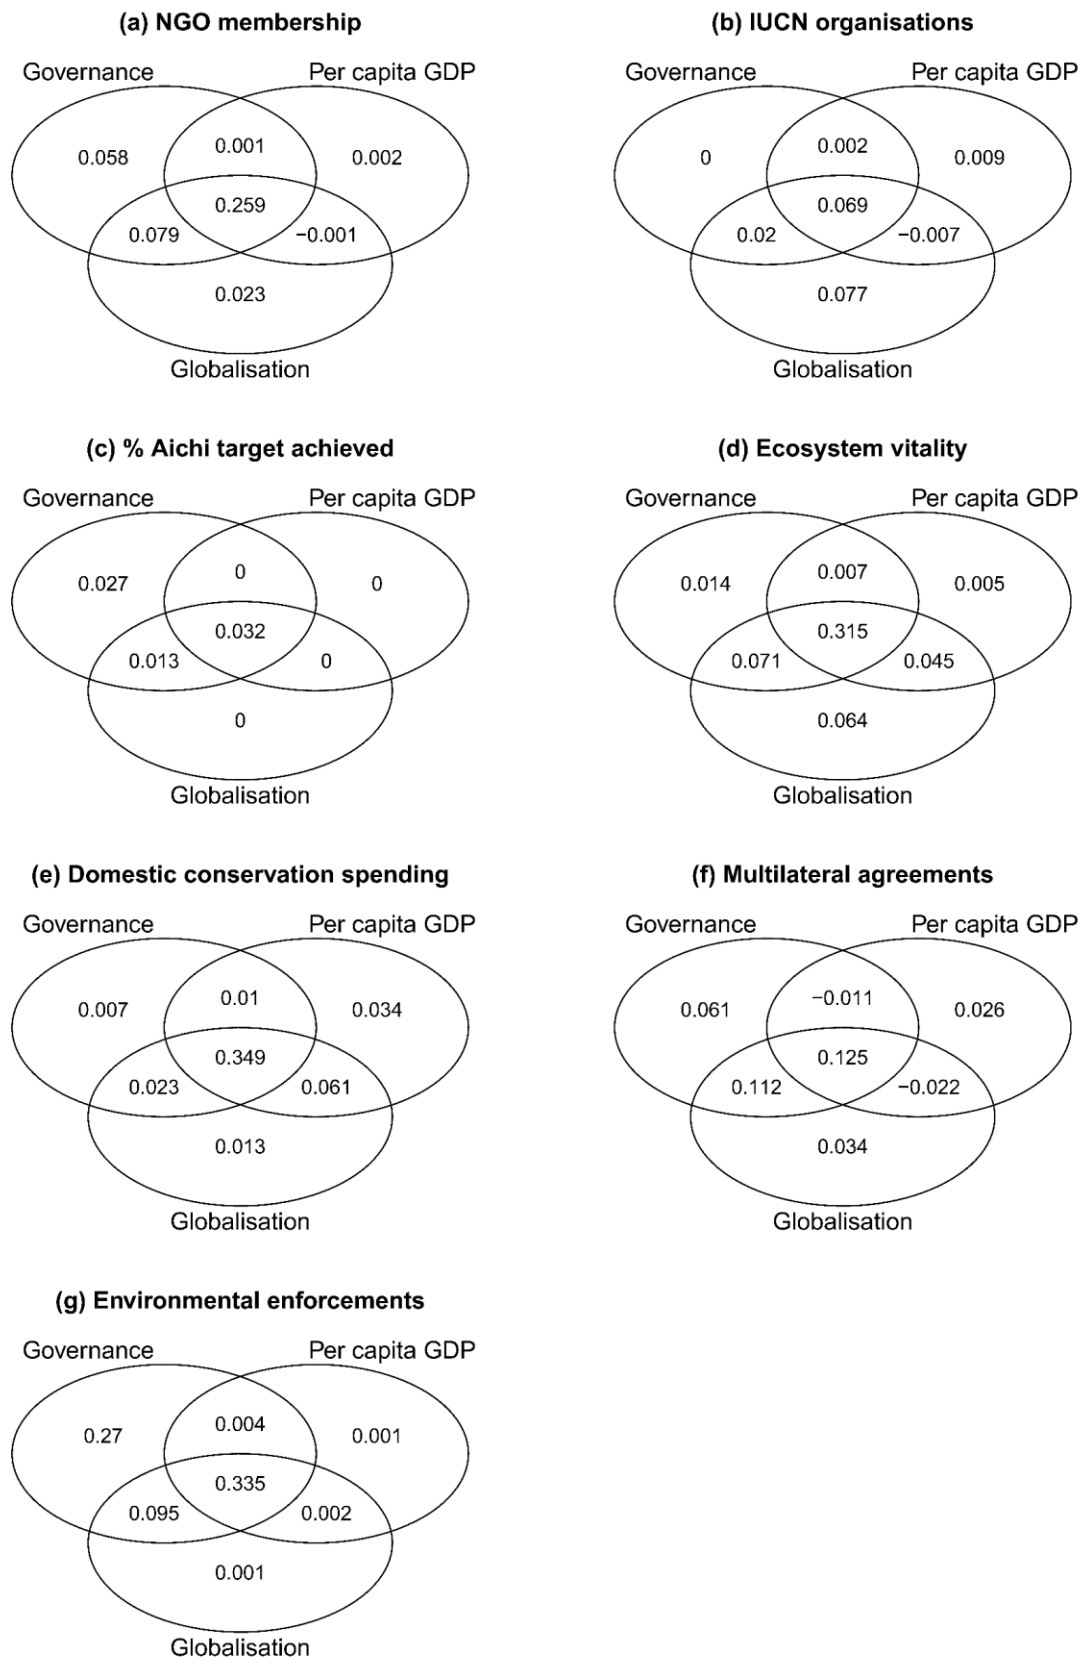 (a) NGO membership
Governance
Per capita GDP
0.058
0.001
0.002
0.259
0.079
−0.001
0.023
Globalisation
(b) IUCN organisations
Governance
Per capita GDP
0
0.002
0.009
0.069
0.02
−0.007
0.077
Globalisation
(c) % Aichi target achieved
Governance
Per capita GDP
0.027
0
0
0.032
0.013
0
0
Globalisation
(d) Ecosystem vitality
Governance
Per capita GDP
0.014
0.007
0.005
0.315
0.071
0.045
0.064
Globalisation
(e) Domestic conservation spending
Governance
Per capita GDP
0.007
0.01
0.034
0.349
0.023
0.061
0.013
Globalisation
(f) Multilateral agreements
Governance
Per capita GDP
0.061
−0.011
0.026
0.125
0.112
−0.022
0.034
Globalisation
(g) Environmental enforcements
Governance
Per capita GDP
0.27
0.004
0.001
0.335
0.095
0.002
0.001
Globalisation